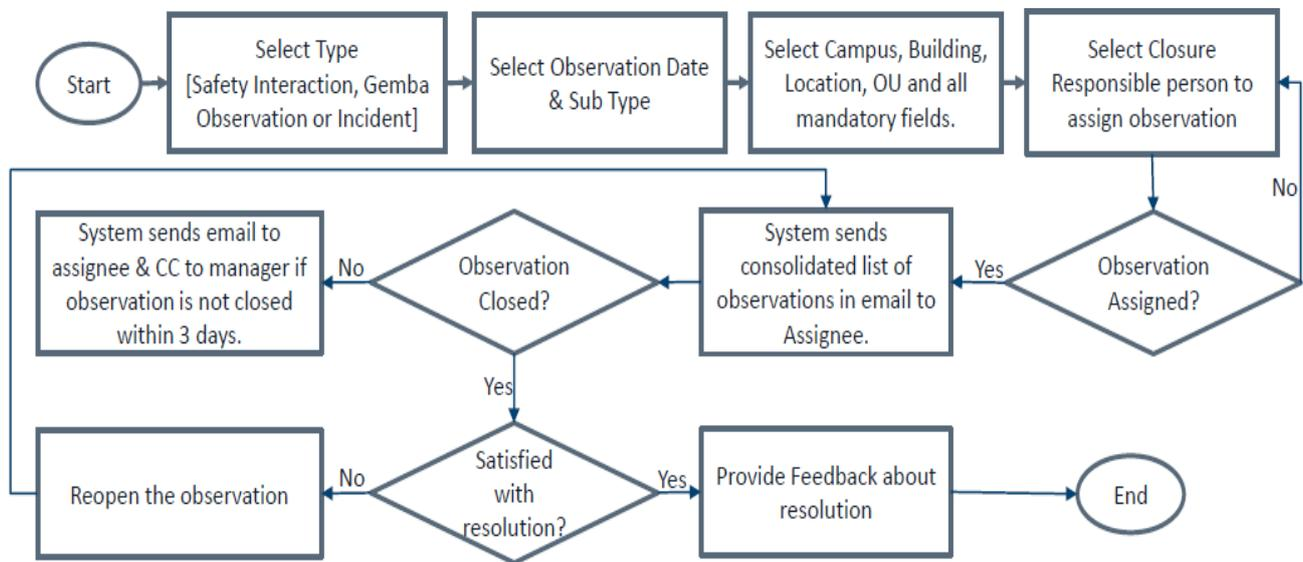 Start
Select Type
[Safety Interaction, Gemba
Observation or Incident]
Select Observation Date
& Sub Type
Select Campus, Building,
Location, OU and all
mandatory fields.
Select Closure
Responsible person to
assign observation
No
Observation
Assigned?
Yes
System sends
consolidated list of
observations in email to
Assignee.
Observation
Closed?
No
System sends email to
assignee & CC to manager if
observation is not closed
within 3 days.
Yes
Satisfied
with
resolution?
No
Reopen the observation
Yes
Provide Feedback about
resolution
End